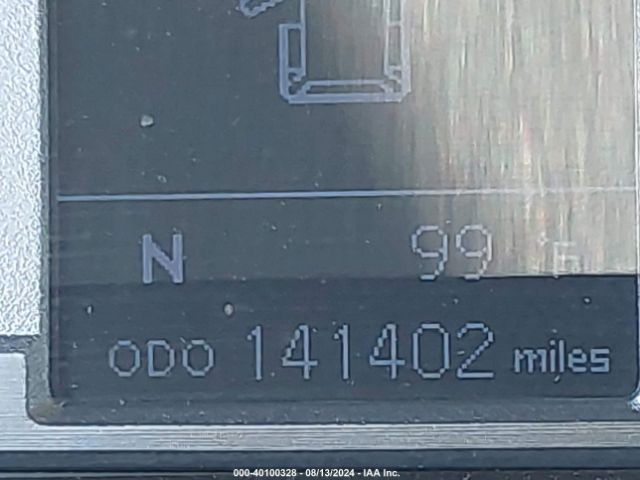 N 99 °F
ODO 141402 miles
000-40100328 - 08/13/2024 - IAA Inc.